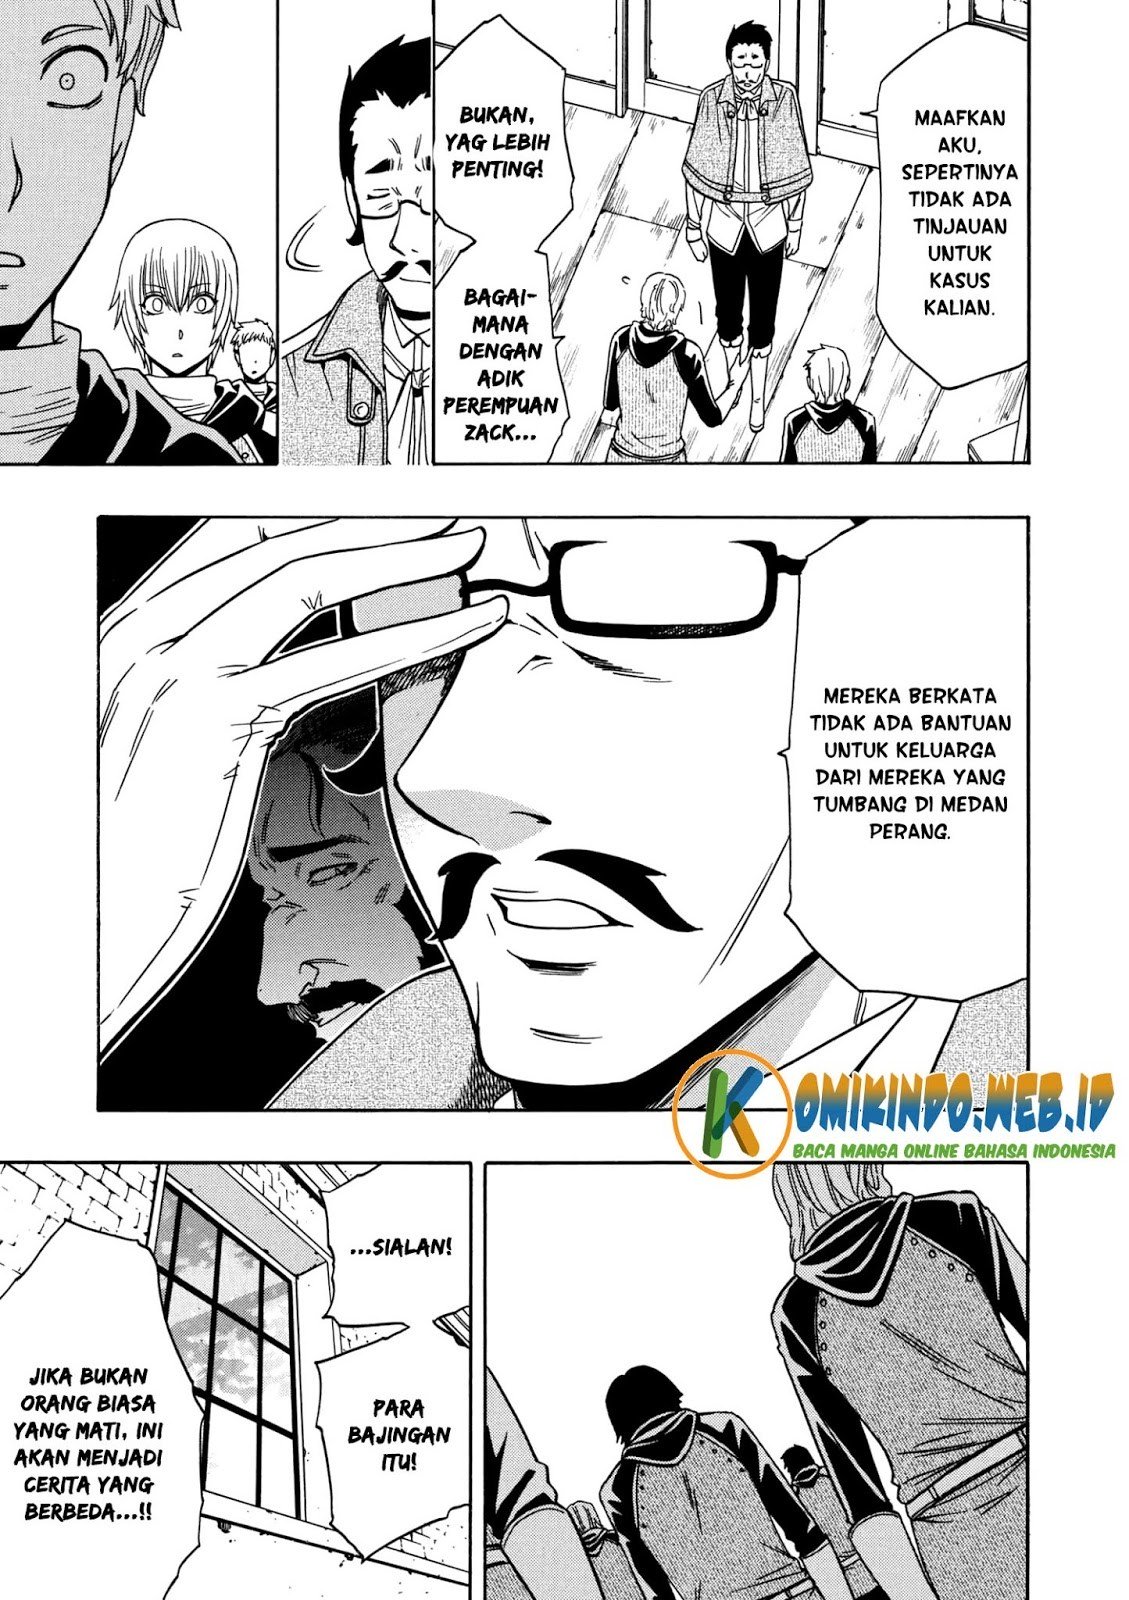 MAAFKAN
AKU,
SEPERTINYA
TIDAK ADA
TINJAUAN
UNTUK
KASUS
KALIAN.
BUKAN,
YAG LEBIH
PENTING!
BAGAI-
MANA
DENGAN
ADIK
PEREMPUAN
ZACK...
MEREKA BERKATA
TIDAK ADA BANTUAN
UNTUK KELUARGA
DARI MEREKA YANG
TUMBANG DI MEDAN
PERANG.
KOMIKINDO.WEB.ID
BACA MANGA ONLINE BAHASA INDONESIA
...SIALAN!
PARA
BAJINGAN
ITU!
JIKA BUKAN
ORANG BIASA
YANG MATI, INI
AKAN MENJADI
CERITA YANG
BERBEDA...!!